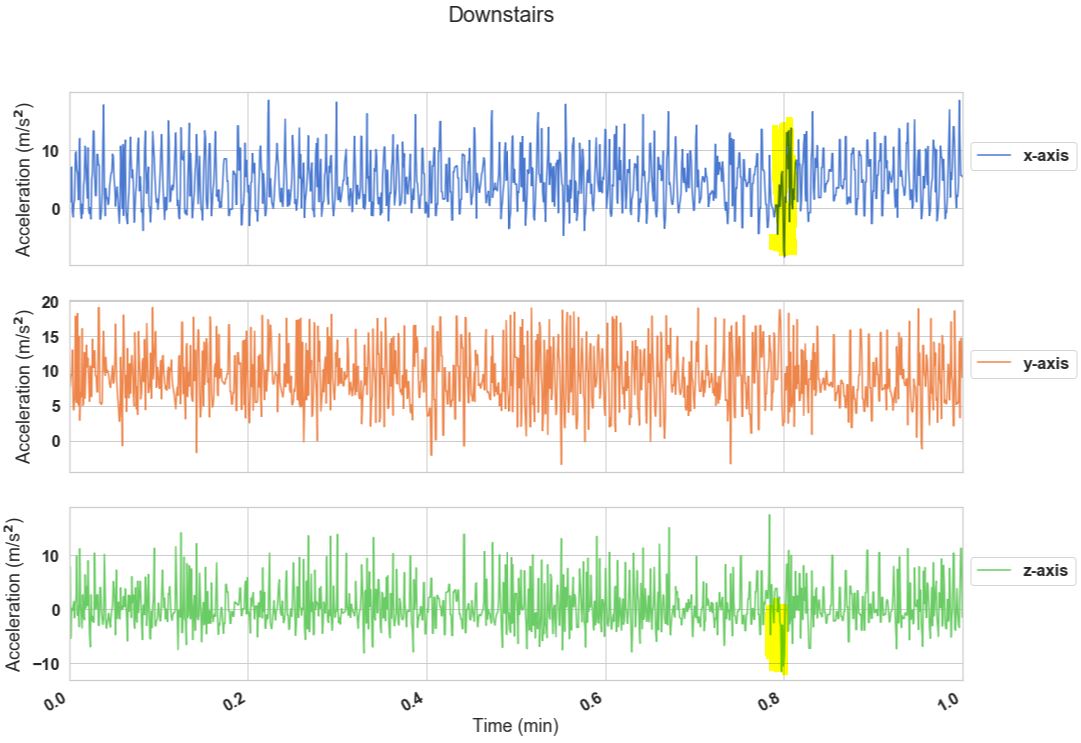 Downstairs
Acceleration (m/s²)
10
0
x-axis
Acceleration (m/s²)
20
15
10
5
0
y-axis
Acceleration (m/s²)
10
0
−10
z-axis
0.0 0.2 0.4 0.6 0.8 1.0
Time (min)